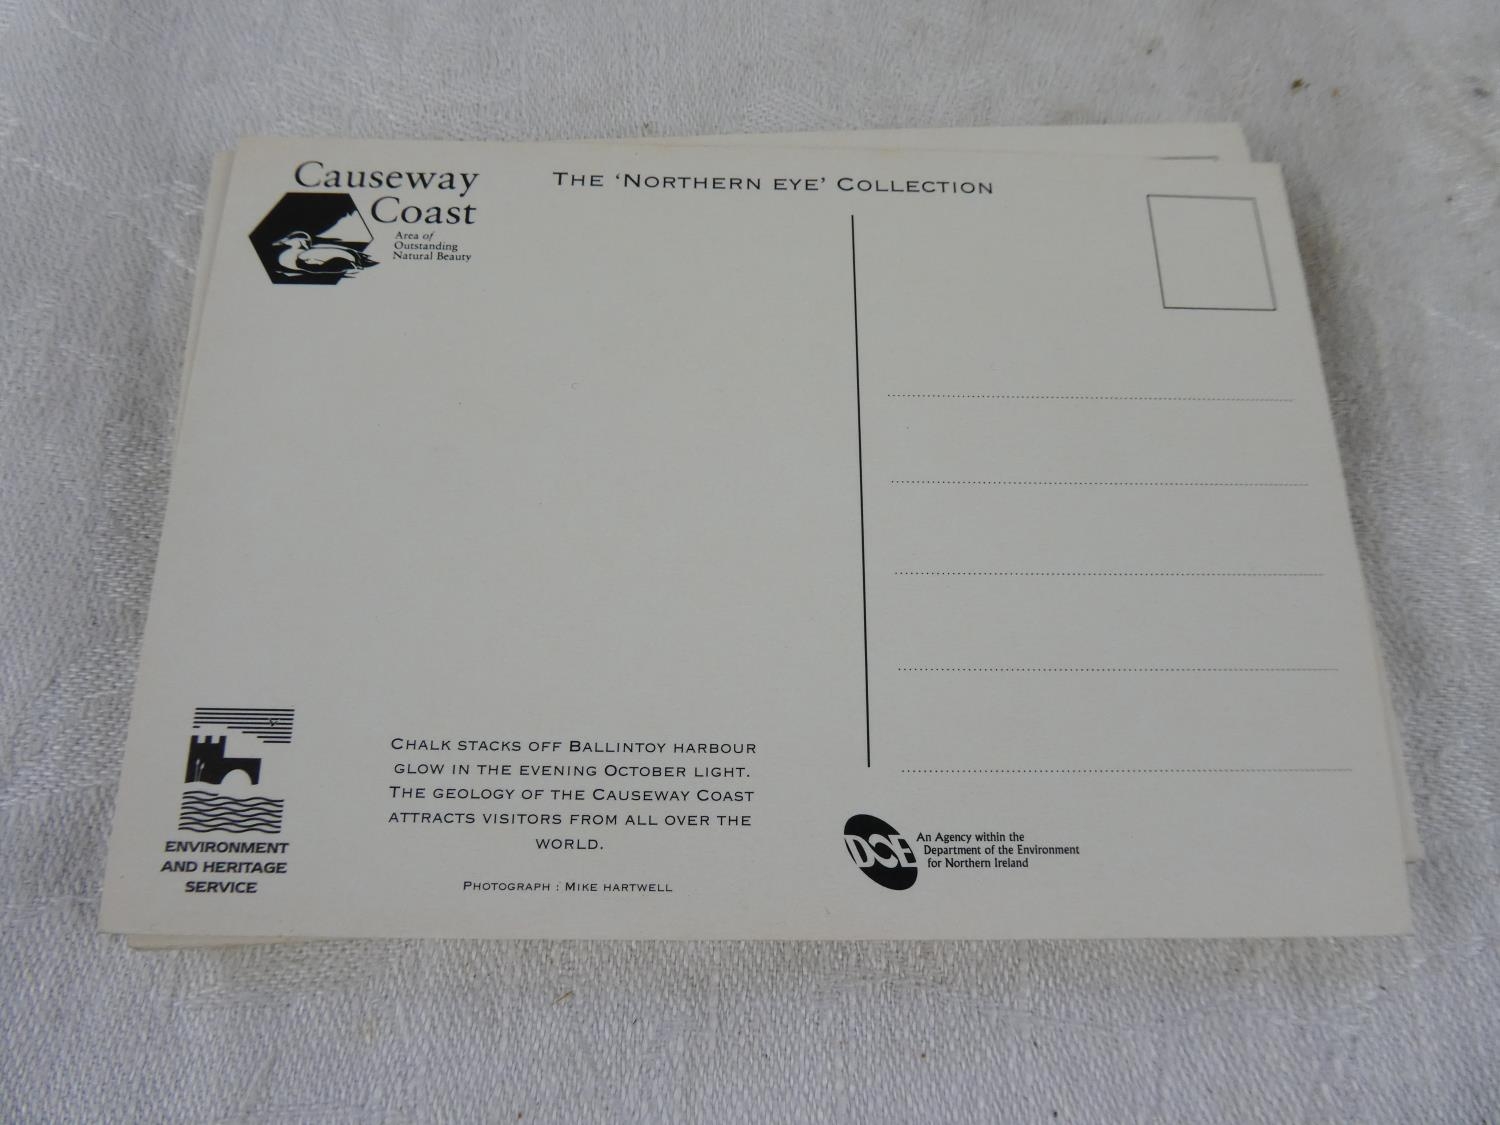 Causeway
Coast
Area of
Outstanding
Natural Beauty
The ‘Northern eye’ Collection
Chalk stacks off Ballintoy harbour
glow in the evening October light.
The geology of the Causeway Coast
attracts visitors from all over the
world.
Photograph : Mike hartwell
ENVIRONMENT
AND HERITAGE
SERVICE
DOE
An Agency within the
Department of the Environment
for Northern Ireland